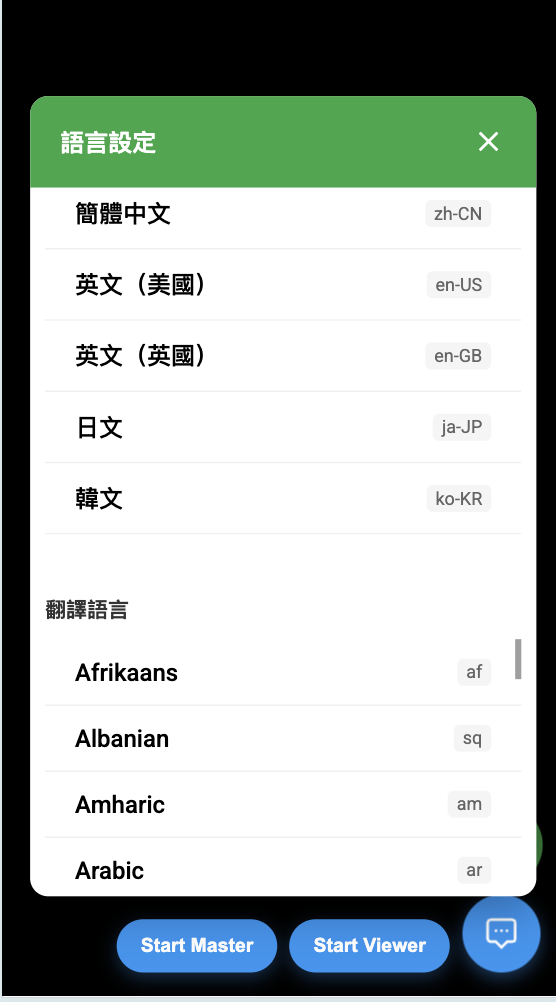 語言設定
簡體中文 zh-CN
英文（美國） en-US
英文（英國） en-GB
日文 ja-JP
韓文 ko-KR
翻譯語言
Afrikaans af
Albanian sq
Amharic am
Arabic ar
Start Master Start Viewer